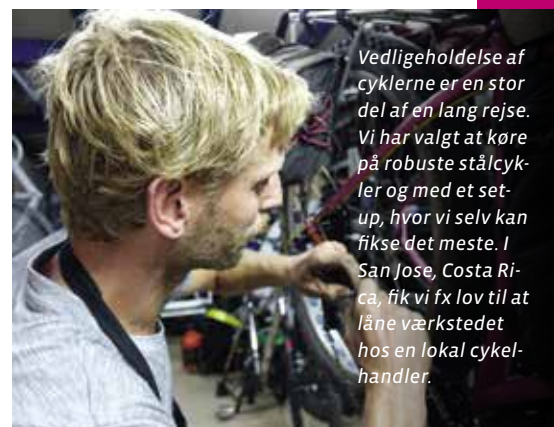 Vedligeholdelse af
cyklerne er en stor
del af en lang rejse.
Vi har valgt at køre
på robuste stålcyk-
ler og med et set-
up, hvor vi selv kan
fikse det meste. I
San Jose, Costa Ri-
ca, fik vi fx lov til at
låne værkstedet
hos en lokal cykel-
handler.